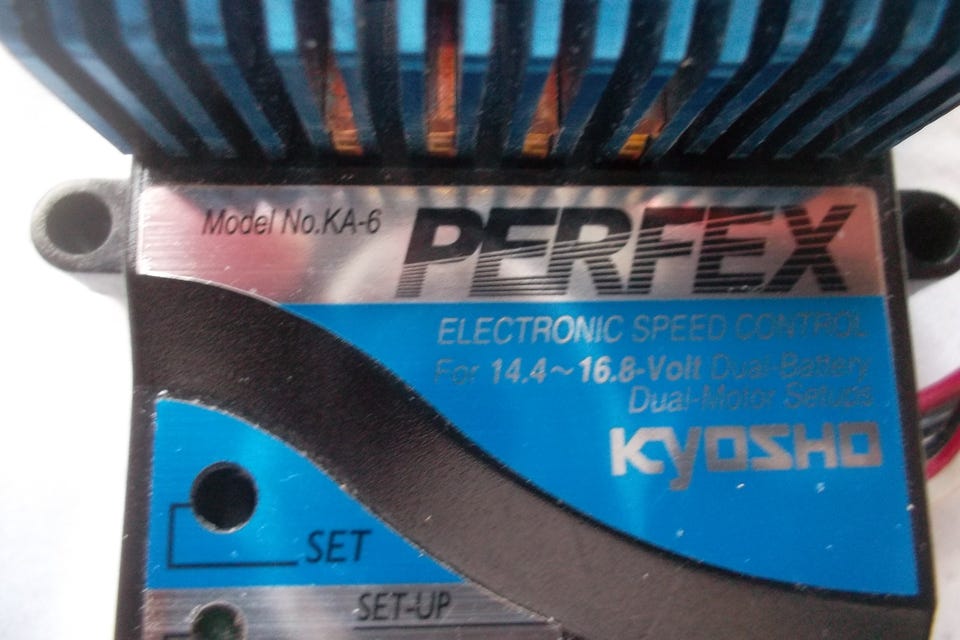 Model No.KA-6
PERFEX
ELECTRONIC SPEED CONTROL
For 14.4~16.8-Volt Dual-Battery
Dual-Motor Setups
KYOSHO
SET
SET-UP